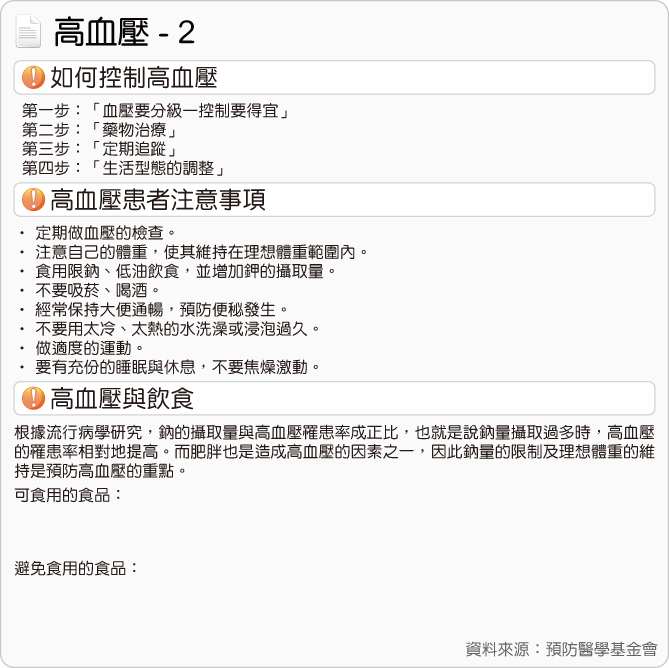 高血壓 - 2
如何控制高血壓
第一步：「血壓要分級一控制要得宜」
第二步：「藥物治療」
第三步：「定期追蹤」
第四步：「生活型態的調整」
高血壓患者注意事項
· 定期做血壓的檢查。
· 注意自己的體重，使其維持在理想體重範圍內。
· 食用限鈉、低油飲食，並增加鉀的攝取量。
· 不要吸菸、喝酒。
· 經常保持大便通暢，預防便秘發生。
· 不要用太冷、太熱的水洗澡或浸泡過久。
· 做適度的運動。
· 要有充份的睡眠與休息，不要焦燥激動。
高血壓與飲食
根據流行病學研究，鈉的攝取量與高血壓罹患率成正比，也就是說鈉量攝取過多時，高血壓
的罹患率相對地提高。而肥胖也是造成高血壓的因素之一，因此鈉量的限制及理想體重的維
持是預防高血壓的重點。
可食用的食品：
避免食用的食品：
資料來源：預防醫學基金會